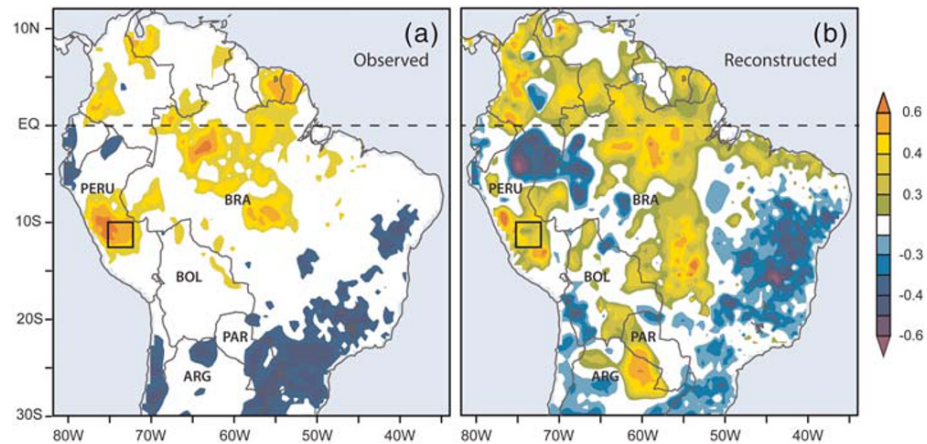 10N
EQ
10S
20S
30S
(a)
Observed
PERU
BRA
BOL
PAR
ARG
80W 70W 60W 50W 40W
(b)
Reconstructed
PERU
BRA
BOL
PAR
ARG
80W 70W 60W 50W 40W
0.6
0.4
0.3
-0.3
-0.4
-0.6